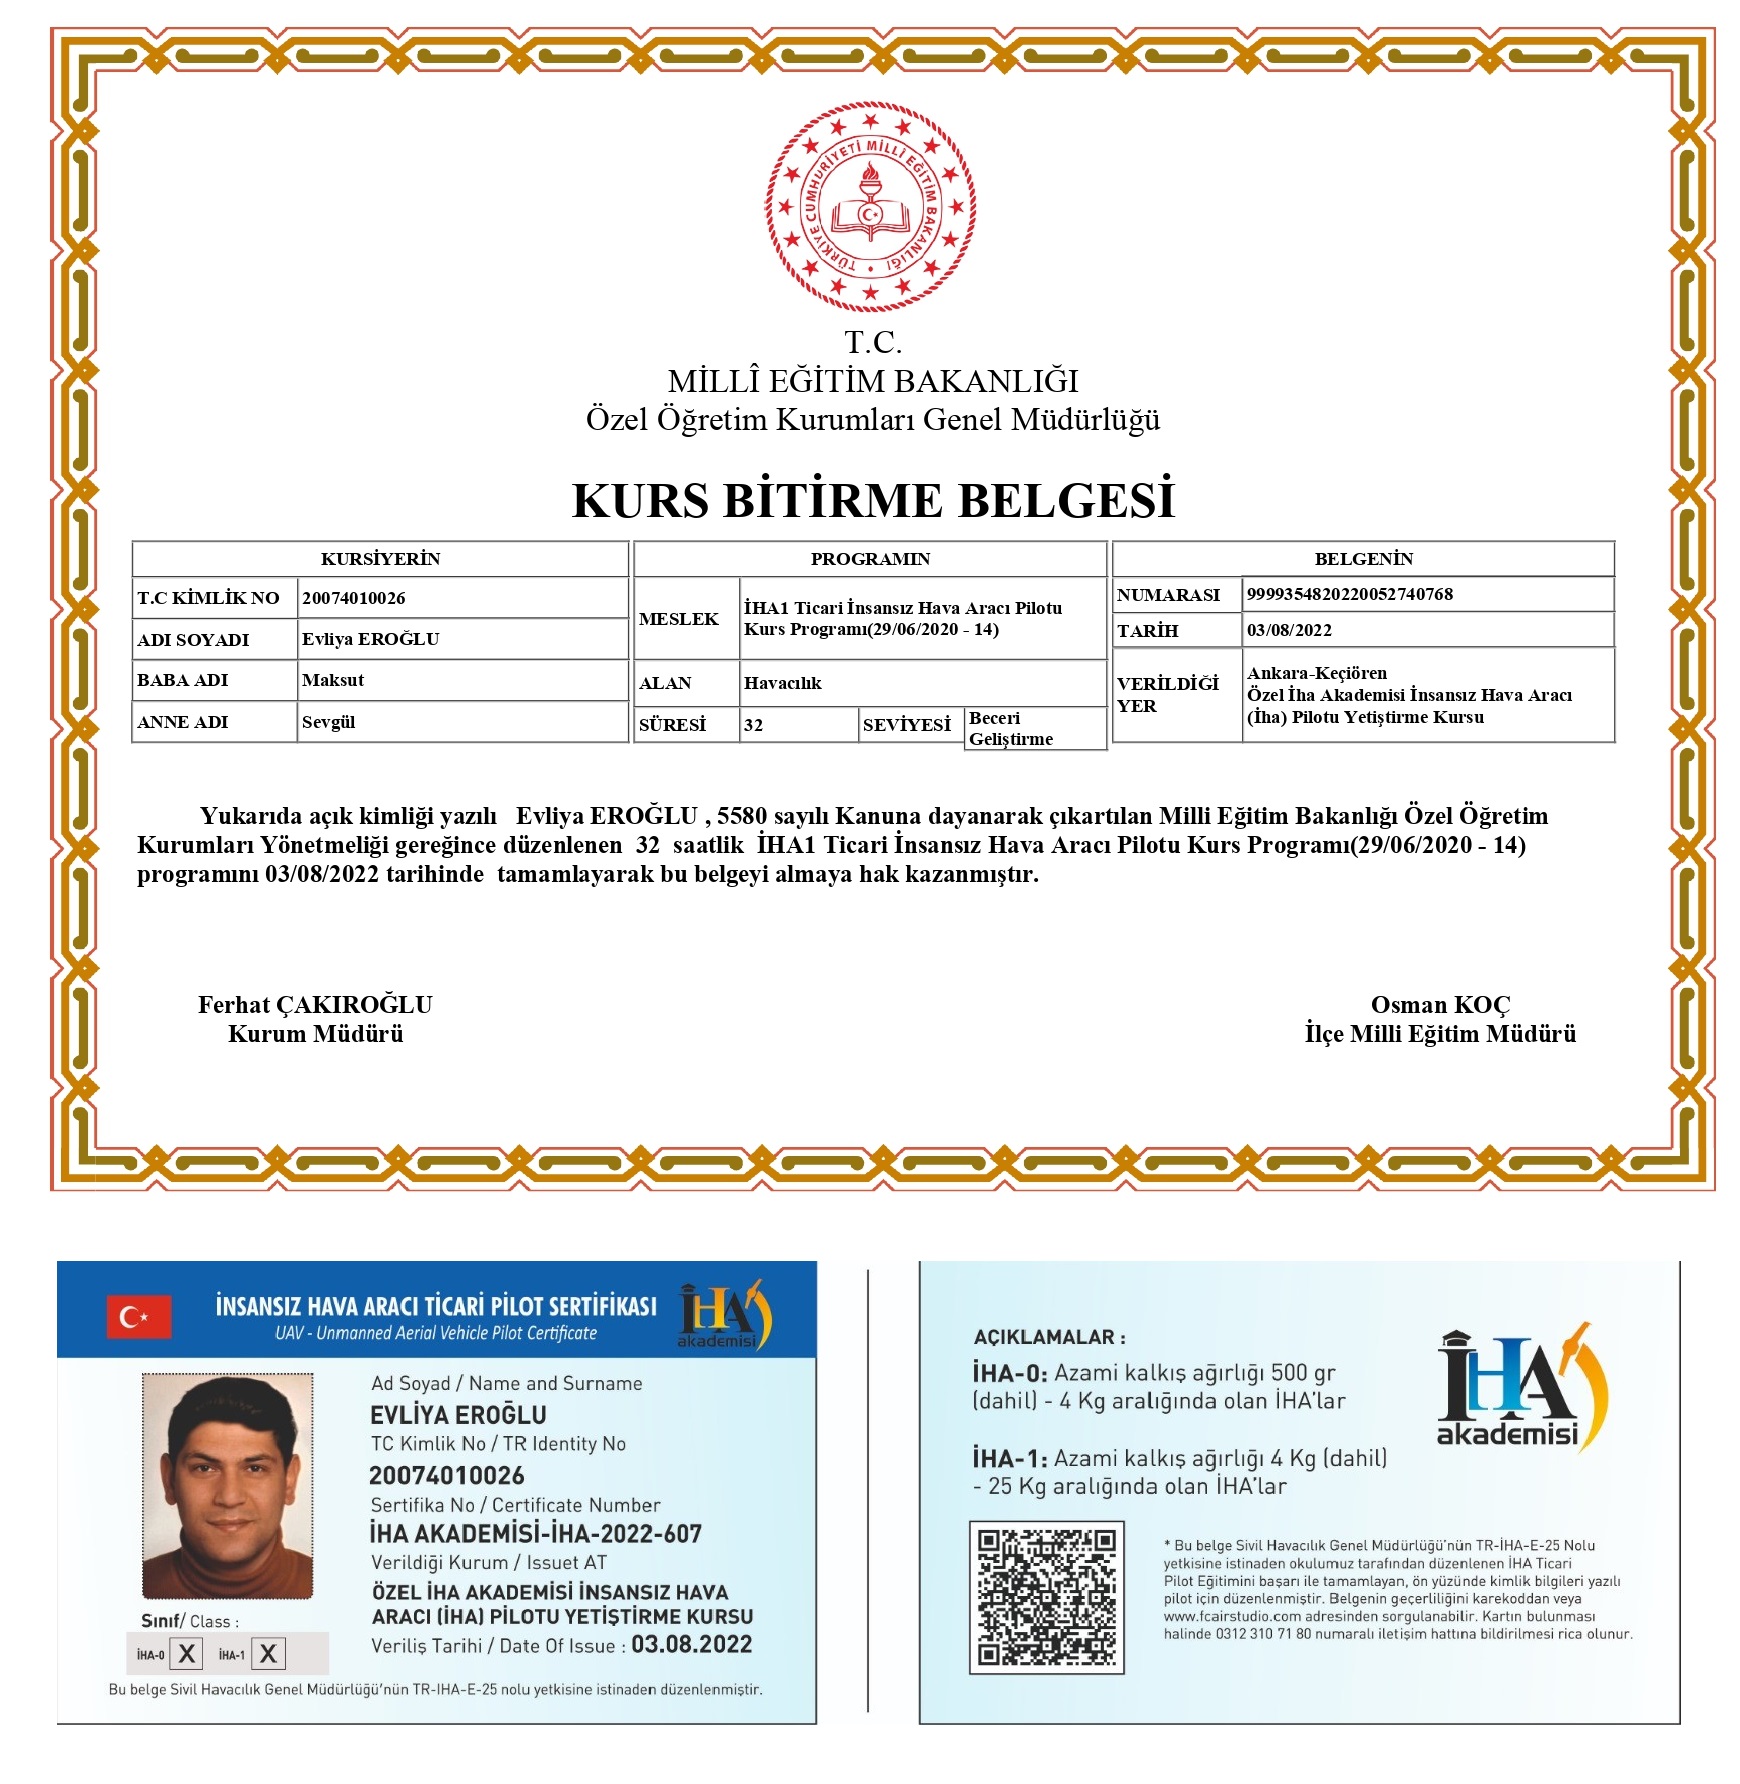 TÜRKİYE CUMHURİYETİ MİLLİ EĞİTİM BAKANLIĞI
T.C.
MİLLÎ EĞİTİM BAKANLIĞI
Özel Öğretim Kurumları Genel Müdürlüğü
KURS BİTİRME BELGESİ
KURSİYERİN
T.C KİMLİK NO 20074010026
ADI SOYADI Evliya EROĞLU
BABA ADI Maksut
ANNE ADI Sevgül
PROGRAMIN
MESLEK İHA1 Ticari İnsansız Hava Aracı Pilotu
Kurs Programı(29/06/2020 - 14)
ALAN Havacılık
SÜRESİ 32 SEVİYESİ Beceri
Geliştirme
BELGENİN
NUMARASI 9999354820220052740768
TARİH 03/08/2022
VERİLDİĞİ
YER
Ankara-Keçiören
Özel İha Akademisi İnsansız Hava Aracı
(İha) Pilotu Yetiştirme Kursu
Yukarıda açık kimliği yazılı Evliya EROĞLU , 5580 sayılı Kanuna dayanarak çıkartılan Milli Eğitim Bakanlığı Özel Öğretim
Kurumları Yönetmeliği gereğince düzenlenen 32 saatlik İHA1 Ticari İnsansız Hava Aracı Pilotu Kurs Programı(29/06/2020 - 14)
programını 03/08/2022 tarihinde tamamlayarak bu belgeyi almaya hak kazanmıştır.
Ferhat ÇAKIROĞLU
Kurum Müdürü
Osman KOÇ
İlçe Milli Eğitim Müdürü
İNSANSIZ HAVA ARACI TİCARİ PİLOT SERTİFİKASI
UAV - Unmanned Aerial Vehicle Pilot Certificate
İHA
akademisi
Ad Soyad / Name and Surname
EVLİYA EROĞLU
TC Kimlik No / TR Identity No
20074010026
Sertifika No / Certificate Number
İHA AKADEMİSİ-İHA-2022-607
Verildiği Kurum / Issuet AT
ÖZEL İHA AKADEMİSİ İNSANSIZ HAVA
ARACI (İHA) PİLOTU YETİŞTİRME KURSU
Veriliş Tarihi / Date Of Issue : 03.08.2022
Sınıf/ Class :
İHA-0 X İHA-1 X
Bu belge Sivil Havacılık Genel Müdürlüğü'nün TR-IHA-E-25 nolu yetkisine istinaden düzenlenmiştir.
AÇIKLAMALAR :
İHA-0: Azami kalkış ağırlığı 500 gr
(dahil) - 4 Kg aralığında olan İHA'lar
İHA-1: Azami kalkış ağırlığı 4 Kg (dahil)
- 25 Kg aralığında olan İHA'lar
İHA
akademisi
* Bu belge Sivil Havacılık Genel Müdürlüğü'nün TR-İHA-E-25 Nolu
yetkisine istinaden okulumuz tarafından düzenlenen İHA Ticari
Pilot Eğitimini başarı ile tamamlayan, ön yüzünde kimlik bilgileri yazılı
pilot için düzenlenmiştir. Belgenin geçerliliğini karekoddan veya
www.fcairstudio.com adresinden sorgulanabilir. Kartın bulunması
halinde 0312 310 71 80 numaralı iletişim hattına bildirilmesi rica olunur.